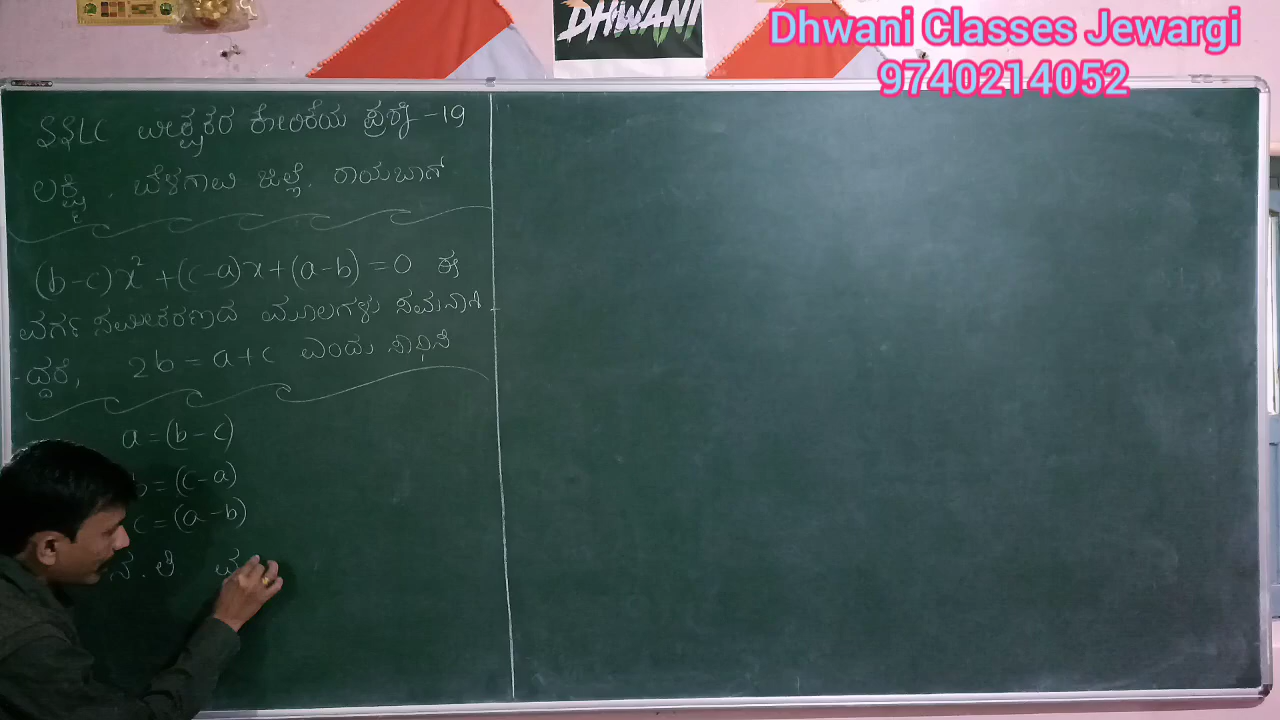 DHWANI
Dhwani Classes Jewargi
9740214052
SSLC ವೀಕ್ಷಕರ ಕೋರಿಕೆಯ ಪ್ರಶ್ನೆ -19
ಲಕ್ಷ್ಮಿ , ಬೆಳಗಾವಿ ಜಿಲ್ಲೆ, ರಾಯಬಾಗ್
(b-c)x² +(c-a)x+(a-b) =0 ಈ
ವರ್ಗ ಸಮೀಕರಣದ ಮೂಲಗಳು ಸಮನಾಗಿ
ದ್ದರೆ, 2b = a+c ಎಂದು ಸಾಧಿಸಿ
a =(b-c)
b =(c-a)
c =(a-b)